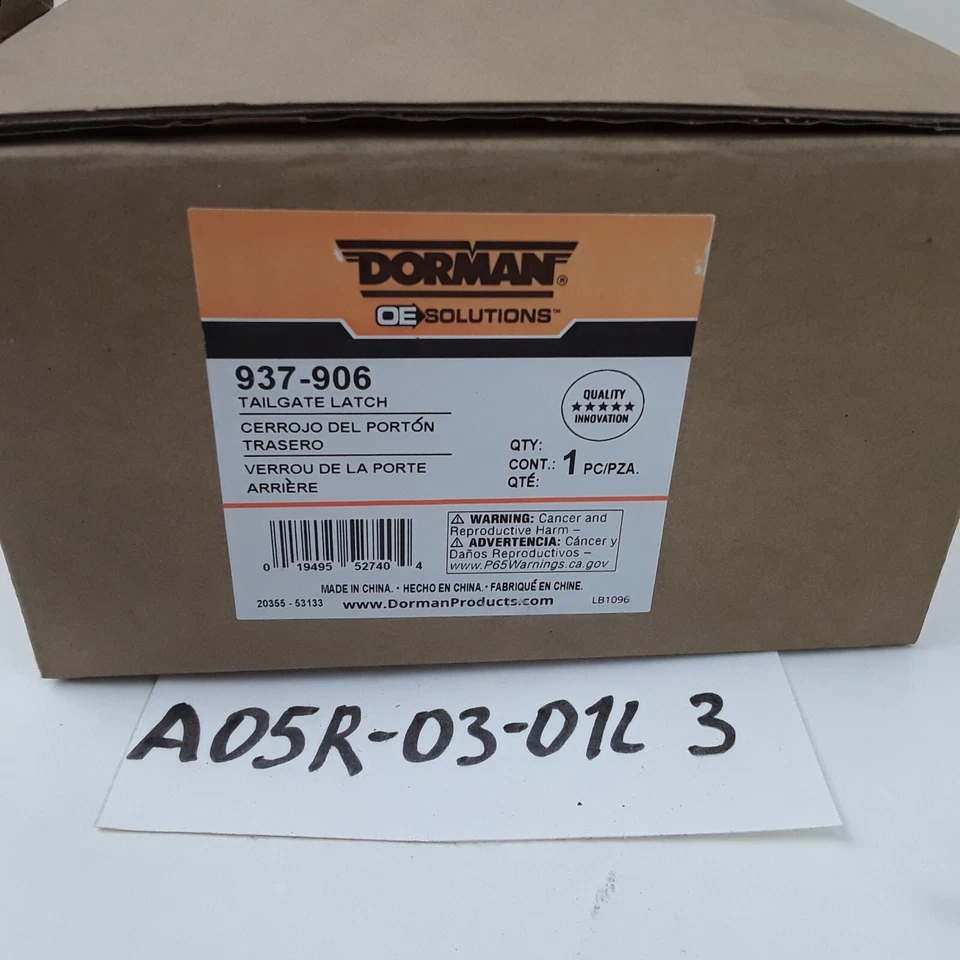 DORMAN®
OE SOLUTIONS™
937-906
TAILGATE LATCH
CERROJO DEL PORTÓN
TRASERO
VERROU DE LA PORTE
ARRIÈRE
QUALITY
★★★★★
INNOVATION
QTY:
CONT.: 1 PC/PZA.
QTÉ:
0 19495 52740 4
⚠ WARNING: Cancer and
Reproductive Harm –
⚠ ADVERTENCIA: Cáncer y
Daños Reproductivos –
www.P65Warnings.ca.gov
MADE IN CHINA. • HECHO EN CHINA. • FABRIQUÉ EN CHINE.
20355 - 53133 www.DormanProducts.com LB1096
A05R-03-01L 3